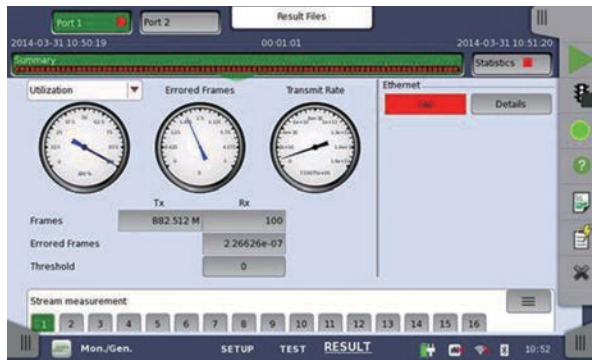 Port 1
Port 2
Result Files
2014-03-31 10:50:19
00:01:01
2014-03-31 10:51:20
Summary
Statistics
Utilization
Errored Frames
Transmit Rate
Ethernet
Details
100 %
Tx
Rx
Frames
882.512 M
100
Errored Frames
2.26626e-07
Threshold
0
Stream measurement
1 2 3 4 5 6 7 8 9 10 11 12 13 14 15 16
Mon./Gen.
SETUP
TEST
RESULT
10:52